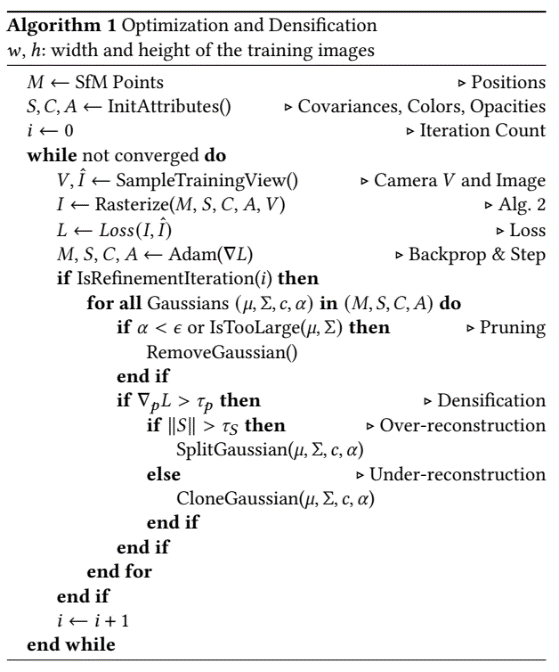 Algorithm 1 Optimization and Densification
w, h: width and height of the training images
M ← SfM Points ▹ Positions
S, C, A ← InitAttributes() ▹ Covariances, Colors, Opacities
i ← 0 ▹ Iteration Count
while not converged do
V, Î ← SampleTrainingView() ▹ Camera V and Image
I ← Rasterize(M, S, C, A, V) ▹ Alg. 2
L ← Loss(I, Î) ▹ Loss
M, S, C, A ← Adam(∇L) ▹ Backprop & Step
if IsRefinementIteration(i) then
for all Gaussians (μ, Σ, c, α) in (M, S, C, A) do
if α < ϵ or IsTooLarge(μ, Σ) then ▹ Pruning
RemoveGaussian()
end if
if ∇pL > τp then ▹ Densification
if ‖S‖ > τS then ▹ Over-reconstruction
SplitGaussian(μ, Σ, c, α)
else ▹ Under-reconstruction
CloneGaussian(μ, Σ, c, α)
end if
end if
end for
end if
i ← i + 1
end while